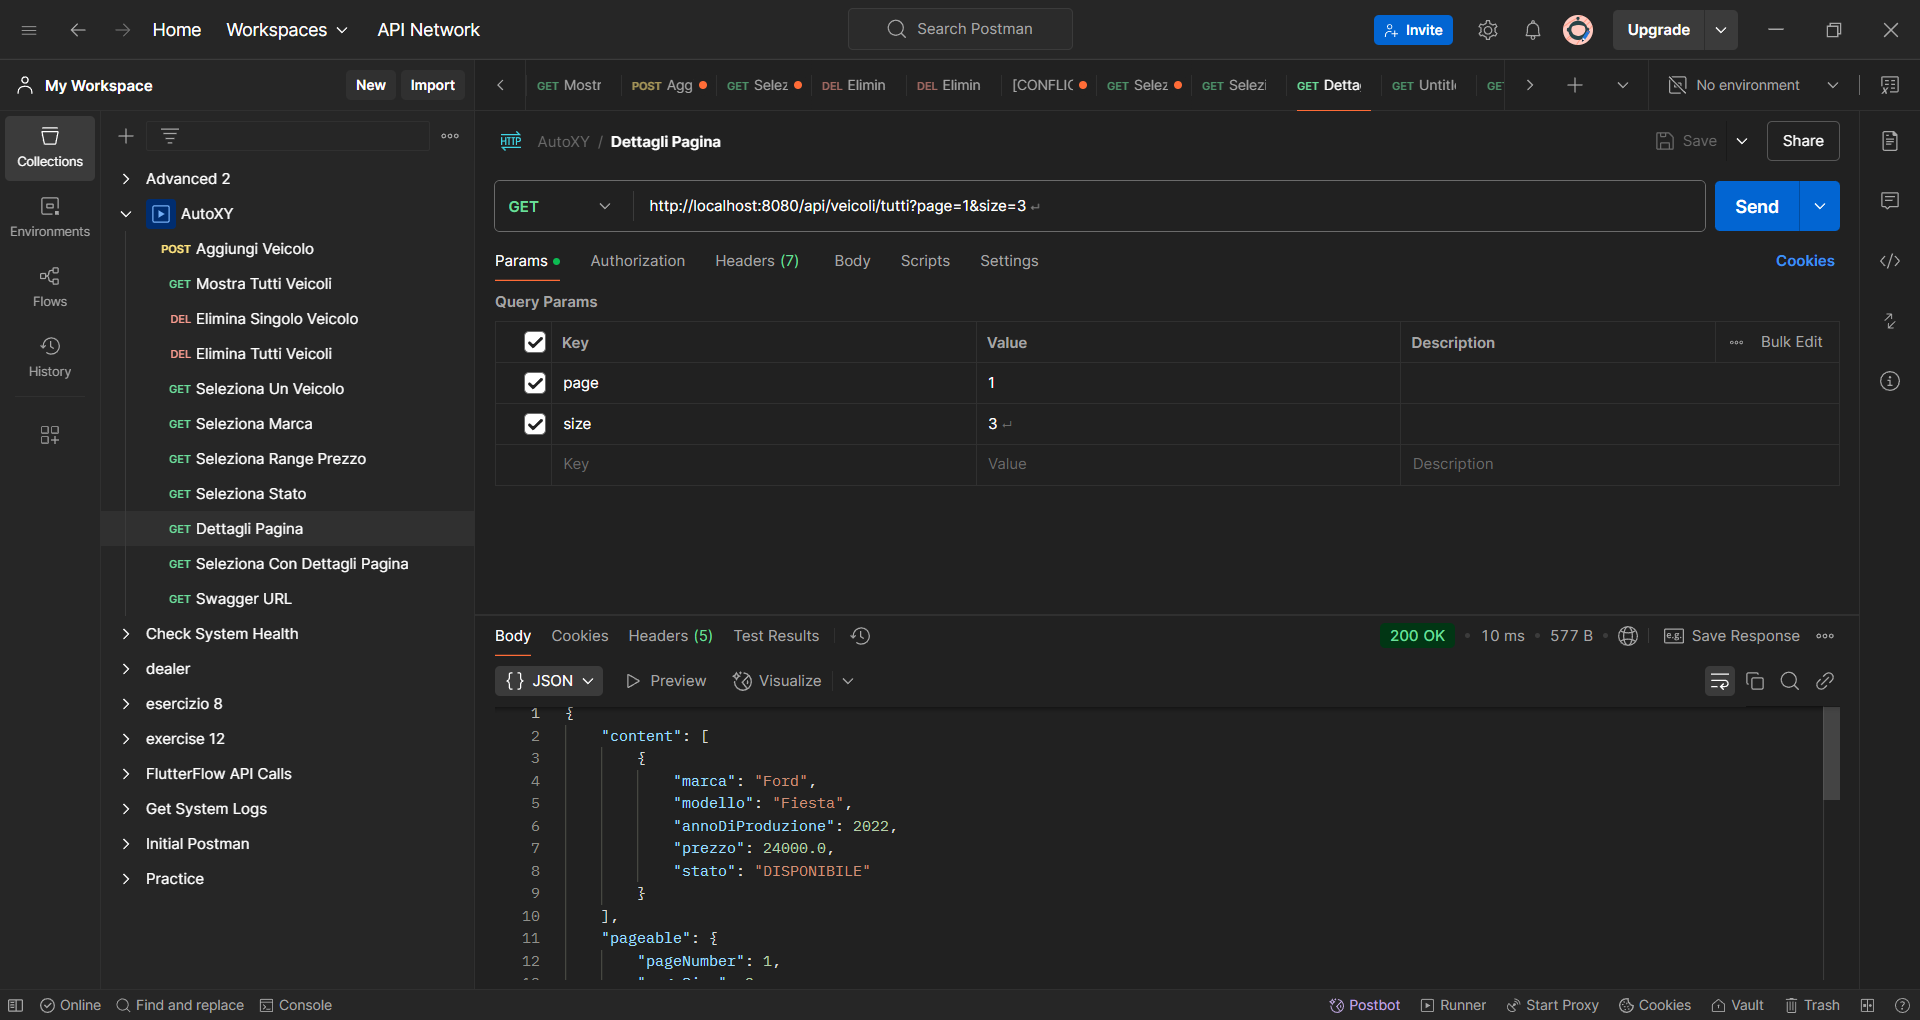 Home Workspaces API Network Search Postman Invite Upgrade
My Workspace New Import GET Mostr POST Agg GET Selez DEL Elimin DEL Elimin [CONFLIC GET Selez GET Selezi GET Detta GET Untitl GE No environment
Collections
Environments
Flows
History
Advanced 2
AutoXY
POST Aggiungi Veicolo
GET Mostra Tutti Veicoli
DEL Elimina Singolo Veicolo
DEL Elimina Tutti Veicoli
GET Seleziona Un Veicolo
GET Seleziona Marca
GET Seleziona Range Prezzo
GET Seleziona Stato
GET Dettagli Pagina
GET Seleziona Con Dettagli Pagina
GET Swagger URL
Check System Health
dealer
esercizio 8
exercise 12
FlutterFlow API Calls
Get System Logs
Initial Postman
Practice
HTTP AutoXY / Dettagli Pagina Save Share
GET http://localhost:8080/api/veicoli/tutti?page=1&size=3 Send
Params Authorization Headers (7) Body Scripts Settings Cookies
Query Params
Key Value Description Bulk Edit
page 1
size 3
Key Value Description
Body Cookies Headers (5) Test Results 200 OK 10 ms 577 B e.g. Save Response
{} JSON Preview Visualize
1 {
2 "content": [
3 {
4 "marca": "Ford",
5 "modello": "Fiesta",
6 "annoDiProduzione": 2022,
7 "prezzo": 24000.0,
8 "stato": "DISPONIBILE"
9 }
10 ],
11 "pageable": {
12 "pageNumber": 1,
Online Find and replace Console Postbot Runner Start Proxy Cookies Vault Trash